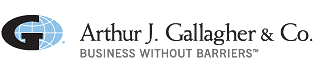 G
Arthur J. Gallagher & Co.
BUSINESS WITHOUT BARRIERS™